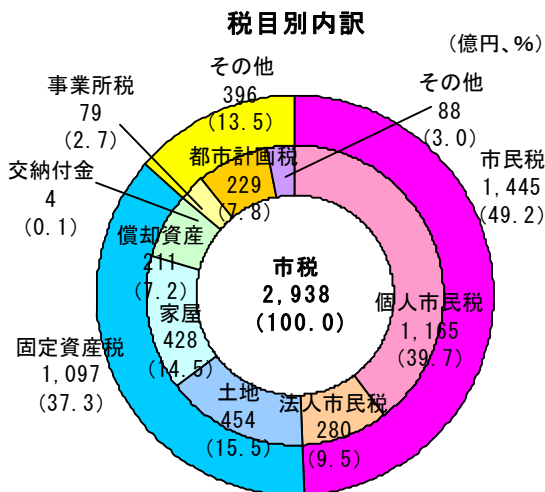 税目別内訳
(億円、%)
その他
396
(13.5)
その他
88
(3.0)
事業所税
79
(2.7)
市民税
1,445
(49.2)
交納付金
4
(0.1)
都市計画税
229
(7.8)
償却資産
211
(7.2)
市税
2,938
(100.0)
個人市民税
1,165
(39.7)
家屋
428
(14.5)
固定資産税
1,097
(37.3)
土地
454
(15.5)
法人市民税
280
(9.5)